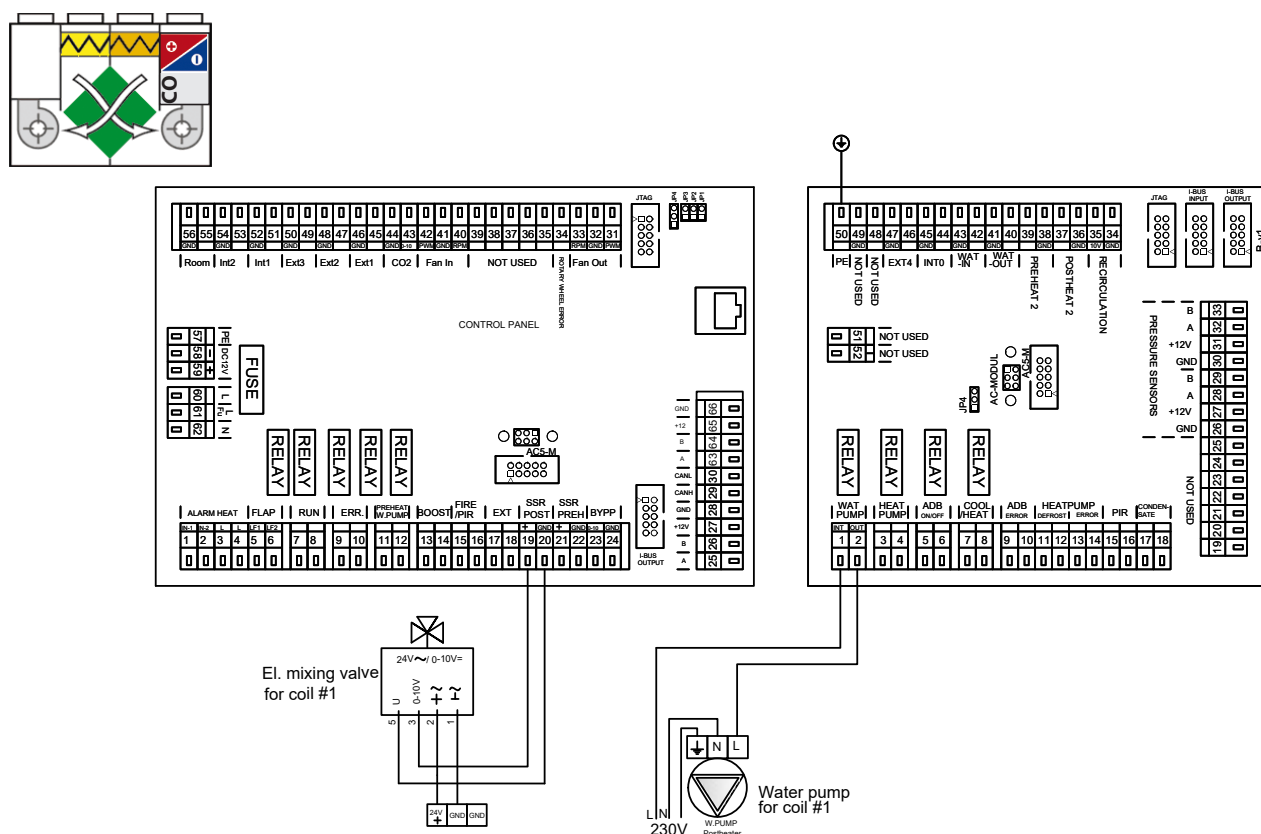 CO
56 55 54 53 52 51 50 49 48 47 46 45 44 43 42 41 40 39 38 37 36 35 34 33 32 31
GND GND GND GND GND GND GND 0-10 PWM GND RPM RPM GND PWM
Room Int2 Int1 Ext3 Ext2 Ext1 CO2 Fan In NOT USED ROTARY WHEEL ERROR Fan Out
JTAG
JP4 JP3 JP2 JP1
CONTROL PANEL
57 58 59
PE DC12V
- +
60 61 62
L L Fu N
FUSE
RELAY RELAY RELAY RELAY RELAY
AC5-M
ALARM HEAT FLAP RUN ERR. PREHEAT W.PUMP BOOST FIRE /PIR EXT SSR POST SSR PREH BYPP
IN-1 IN-2 L L LF1 LF2 + GND + GND 0-10 GND
1 2 3 4 5 6 7 8 9 10 11 12 13 14 15 16 17 18 19 20 21 22 23 24
I-BUS OUTPUT
GND 66
+12 65
B 64
A 63
CANL 30
CANH 29
GND 28
+12V 27
B 26
A 25
50 49 48 47 46 45 44 43 42 41 40 39 38 37 36 35 34
GND GND GND GND GND GND 10V GND
PE NOT USED NOT USED EXT4 INT0 WAT -IN WAT -OUT PREHEAT 2 POSTHEAT 2 RECIRCULATION
JTAG
I-BUS INPUT
I-BUS OUTPUT
51 NOT USED
52 NOT USED
AC-MODUL
AC5-M
JP4
PRESSURE SENSORS
B 33
A 32
+12V 31
GND 30
B 29
A 28
+12V 27
GND 26
25
24
23
22
21
20
19
NOT USED
RELAY RELAY RELAY RELAY
WAT PUMP HEAT PUMP ADB ON/OFF COOL /HEAT ADB ERROR HEATPUMP DEFROST ERROR PIR CONDEN- SATE
INT OUT
1 2 3 4 5 6 7 8 9 10 11 12 13 14 15 16 17 18
El. mixing valve
for coil #1
24V~/ 0-10V=
U 0-10V + ~ ~
5 3 2 1
24V + GND GND
N L
L N
230V
W.PUMP
Postheater
Water pump
for coil #1